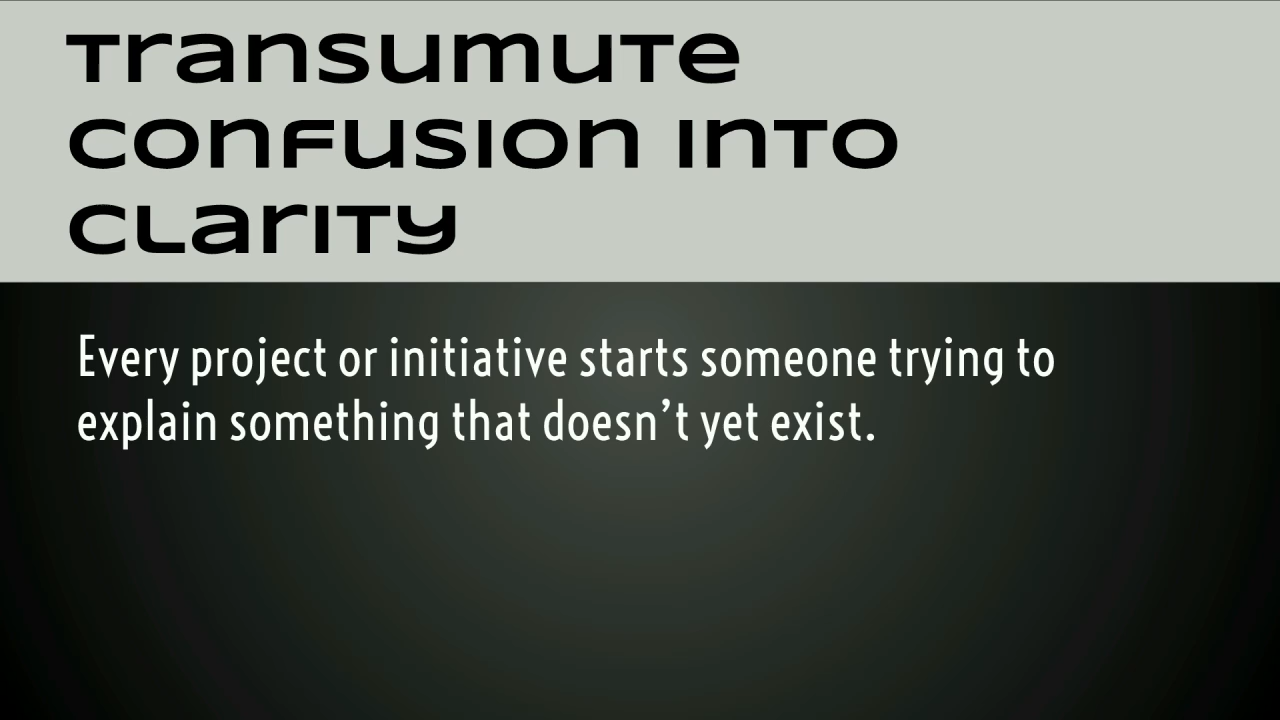 Transumute
confusion into
clarity
Every project or initiative starts someone trying to
explain something that doesn’t yet exist.